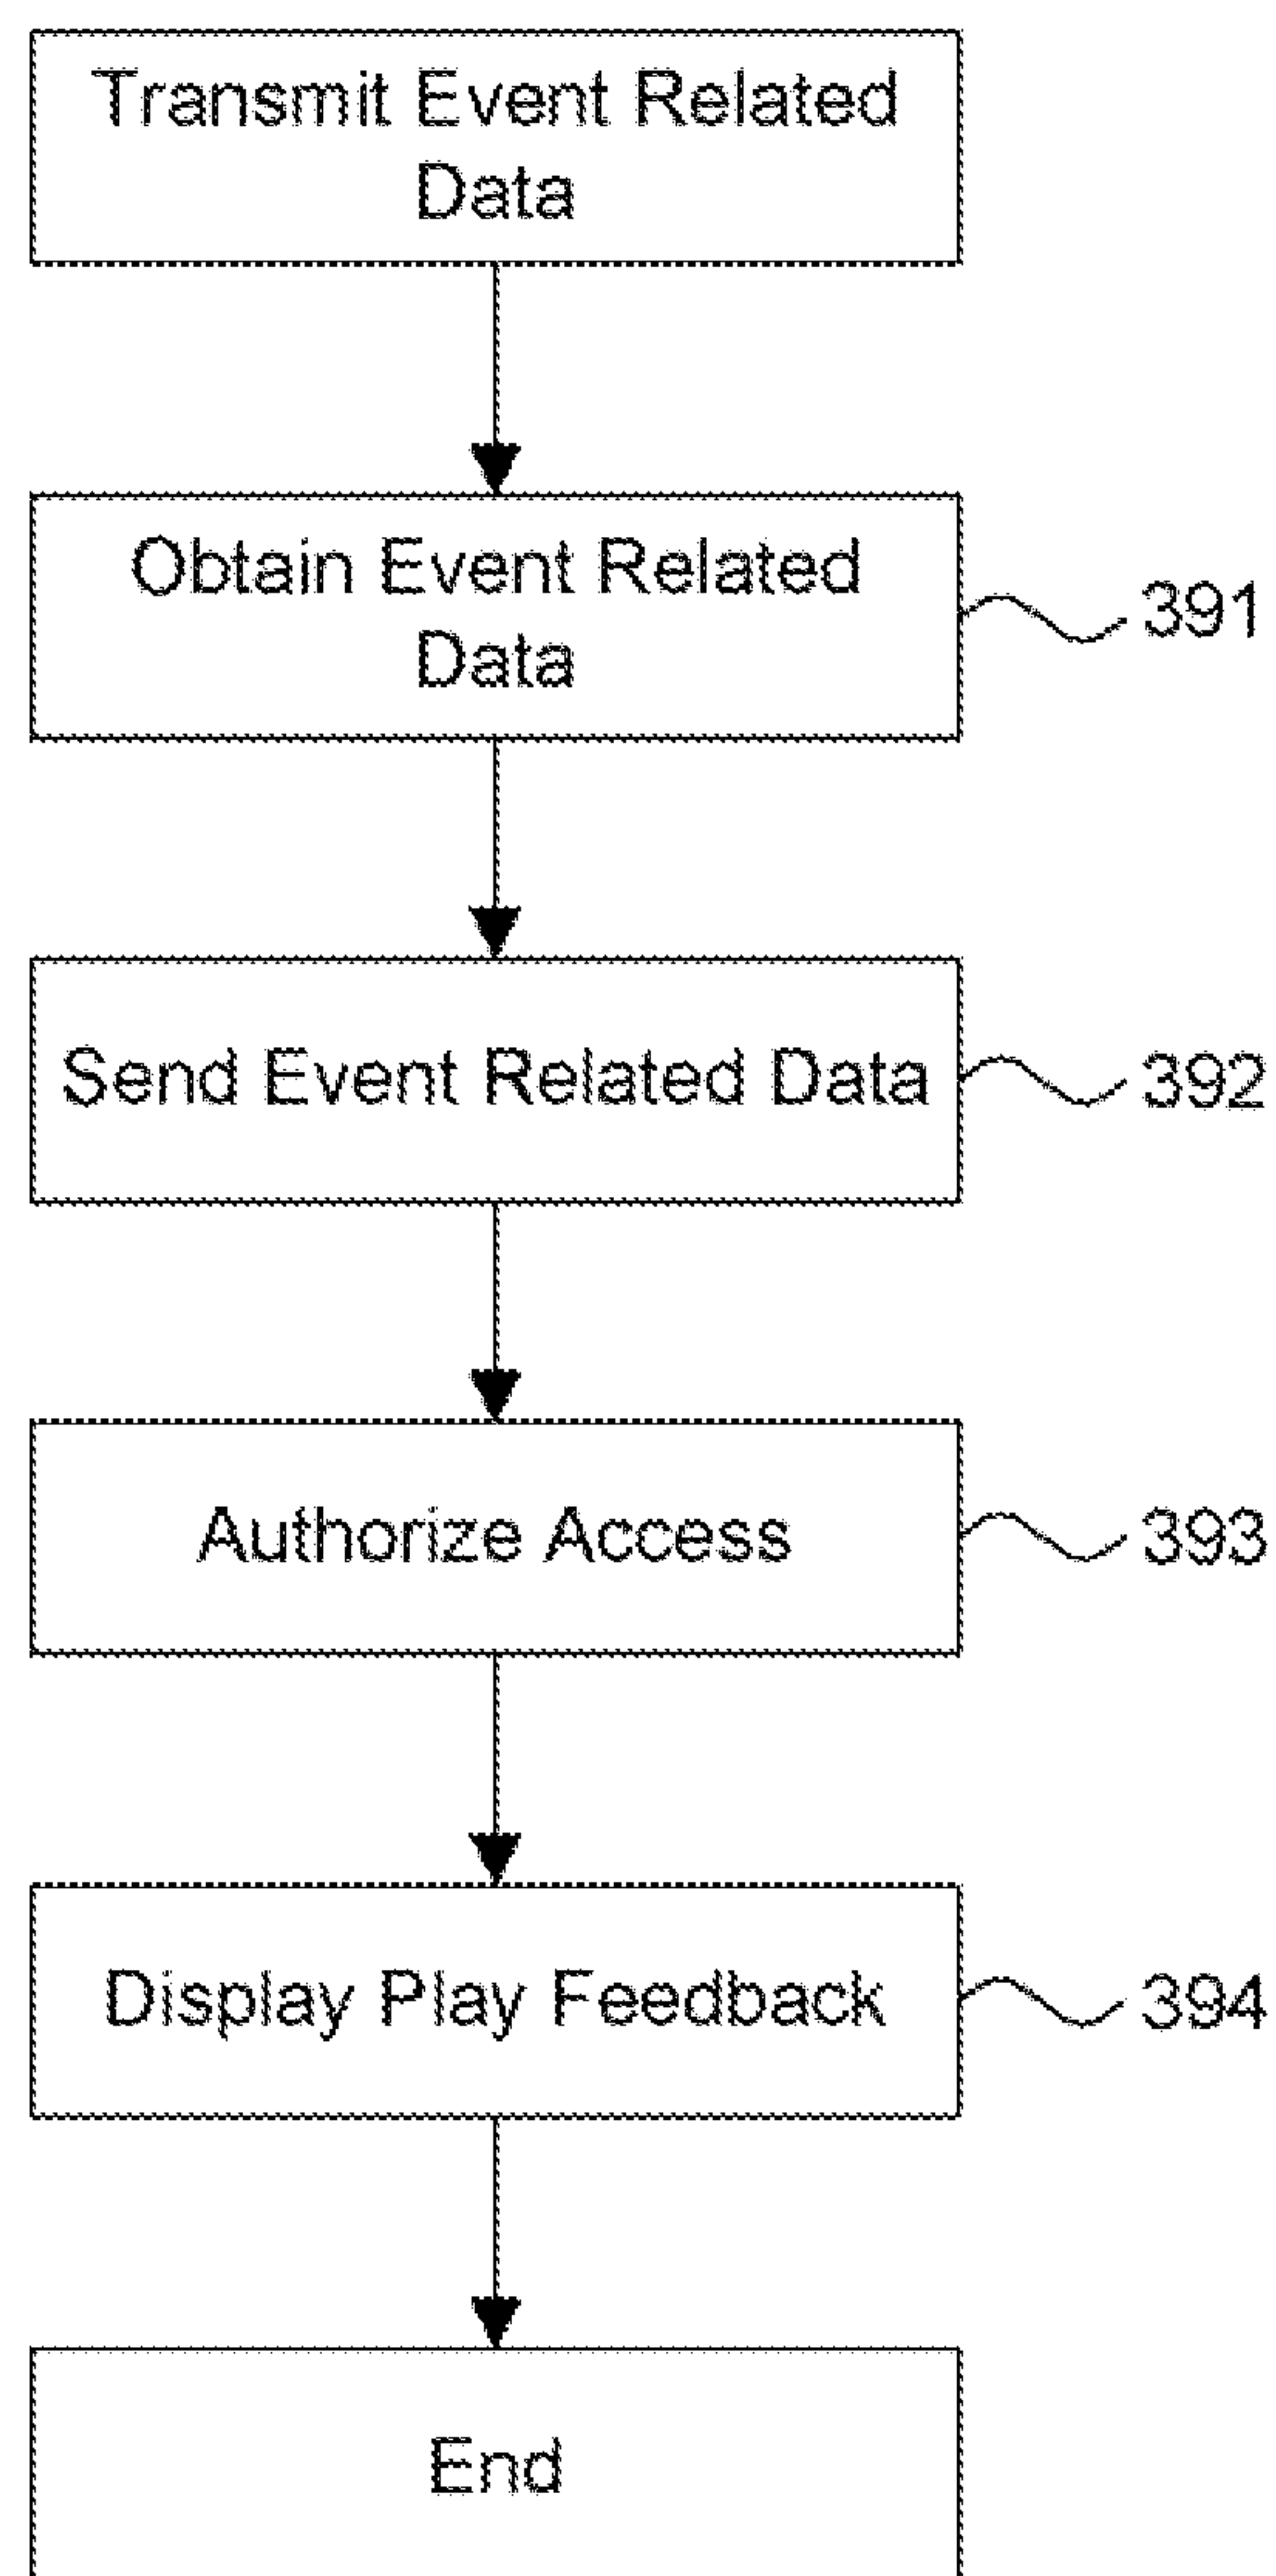 Transmit Event Related
Data
Obtain Event Related
Data
391
Send Event Related Data
392
Authorize Access
393
Display Play Feedback
394
End